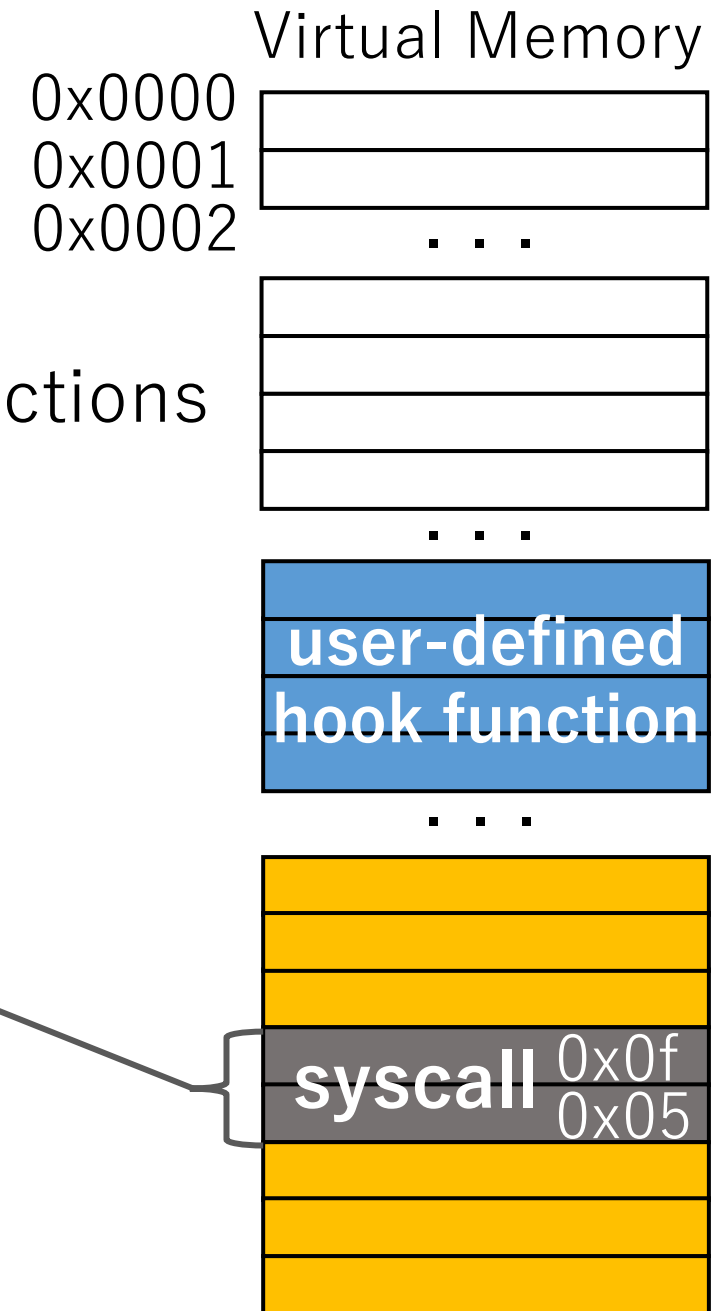 Virtual Memory
0x0000
0x0001
0x0002
. . .
ctions
. . .
user-defined
hook function
. . .
syscall 0x0f
0x05